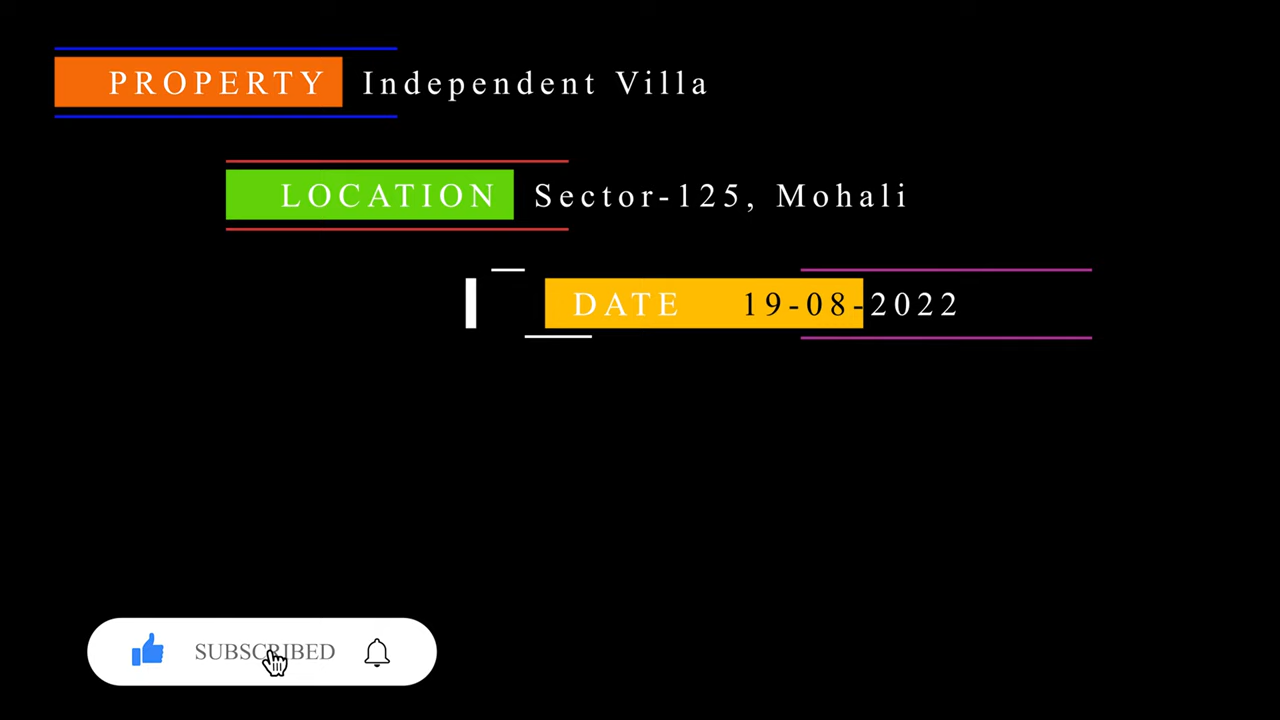 PROPERTY Independent Villa
LOCATION Sector-125, Mohali
DATE 19-08-2022
SUBSCRIBED